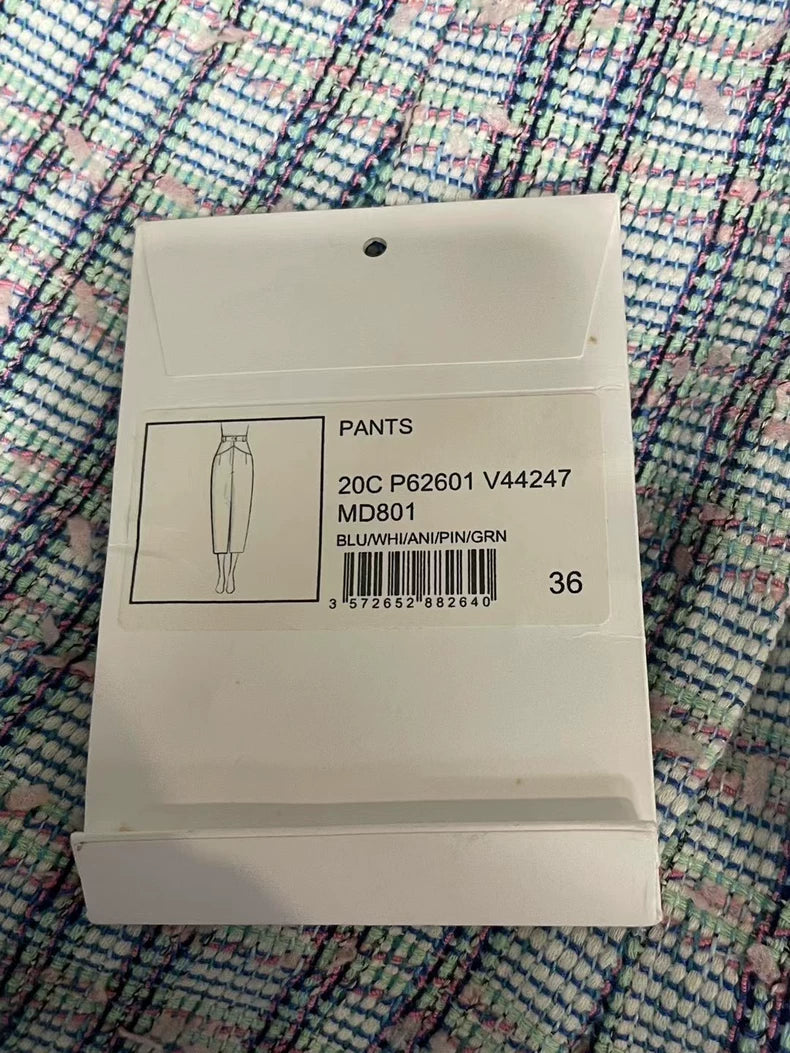 PANTS
20C P62601 V44247
MD801
BLU/WHI/ANI/PIN/GRN
3 572652 882640
36